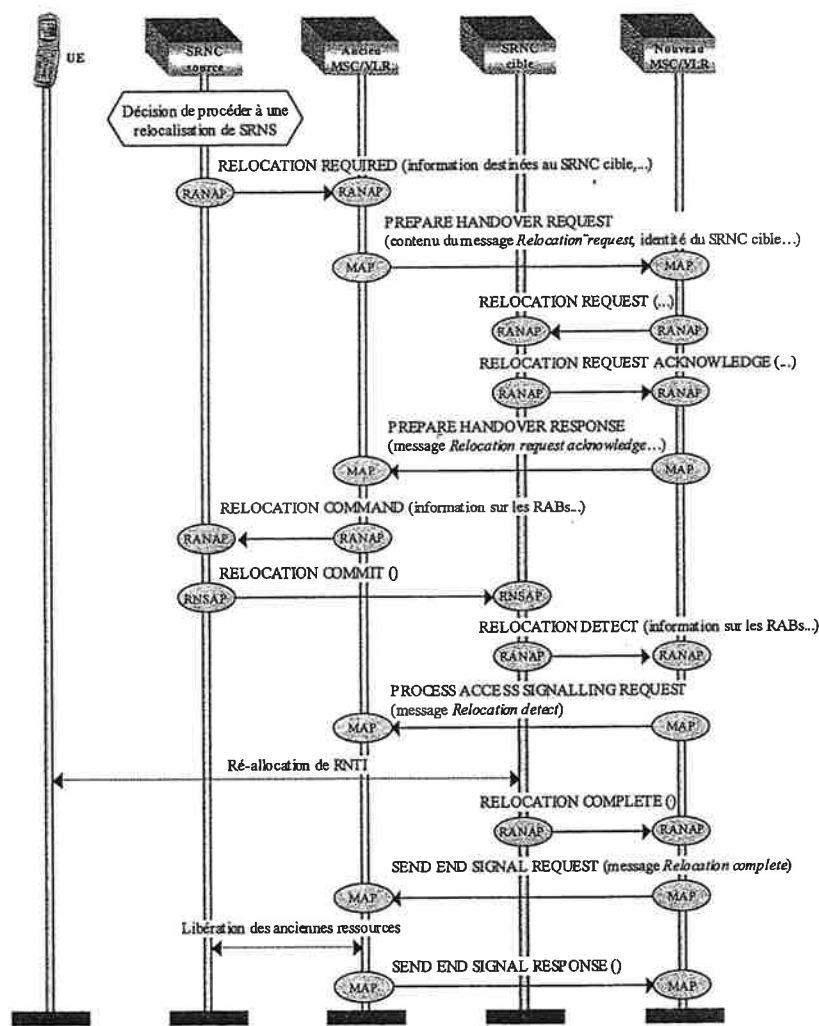 UE
SRNC
source
Ancien
MSC/VLR
SRNC
cible
Nouveau
MSC/VLR
Décision de procéder à une
relocalisation de SRNS
RELOCATION REQUIRED (information destinées au SRNC cible,...)
RANAP
RANAP
PREPARE HANDOVER REQUEST
(contenu du message Relocation request, identité du SRNC cible...)
MAP
MAP
RELOCATION REQUEST (...)
RANAP
RANAP
RELOCATION REQUEST ACKNOWLEDGE (...)
RANAP
RANAP
PREPARE HANDOVER RESPONSE
(message Relocation request acknowledge...)
MAP
MAP
RELOCATION COMMAND (information sur les RABs...)
RANAP
RANAP
RELOCATION COMMIT ()
RNSAP
RNSAP
RELOCATION DETECT (information sur les RABs...)
RANAP
RANAP
PROCESS ACCESS SIGNALLING REQUEST
(message Relocation detect)
MAP
MAP
Ré-allocation de RNTI
RELOCATION COMPLETE ()
RANAP
RANAP
SEND END SIGNAL REQUEST (message Relocation complete)
MAP
MAP
Libération des anciennes ressources
SEND END SIGNAL RESPONSE ()
MAP
MAP